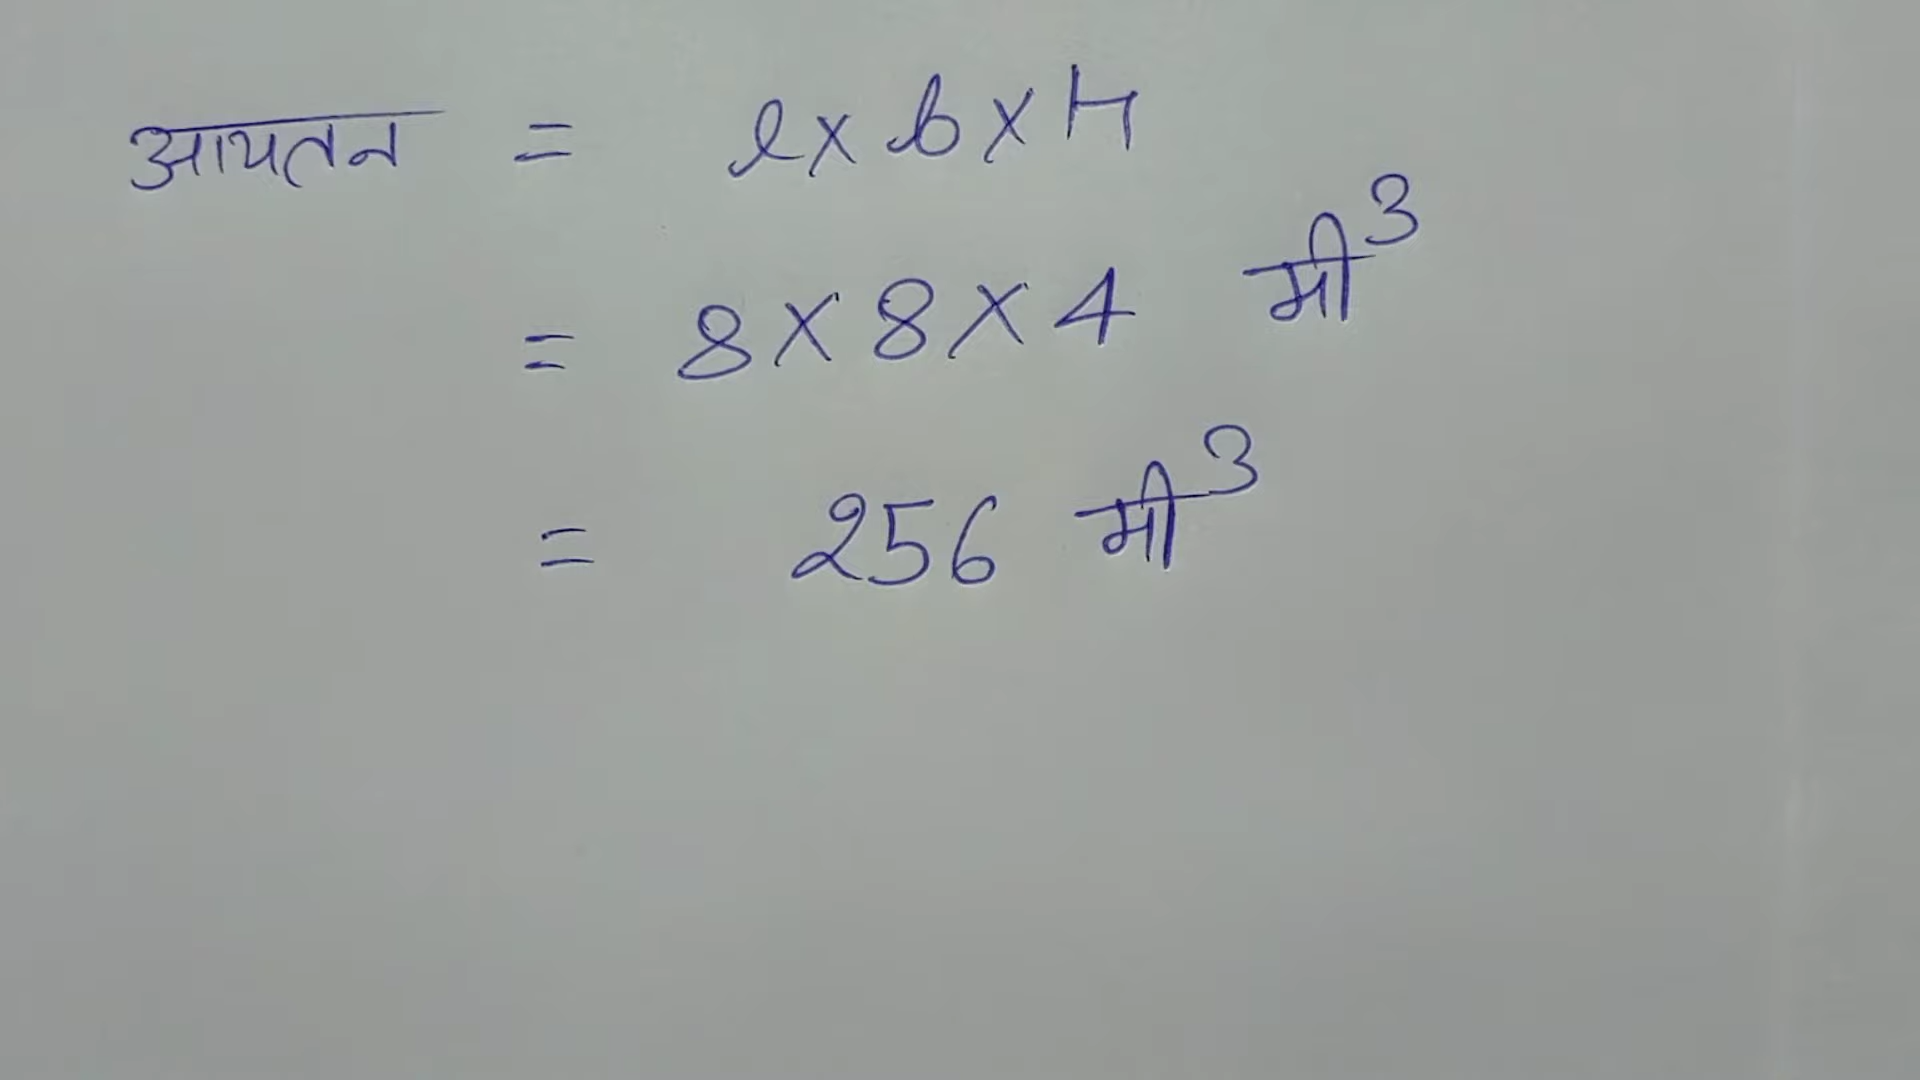 आयतन = l x b x H
= 8 x 8 x 4 मी³
= 256 मी³